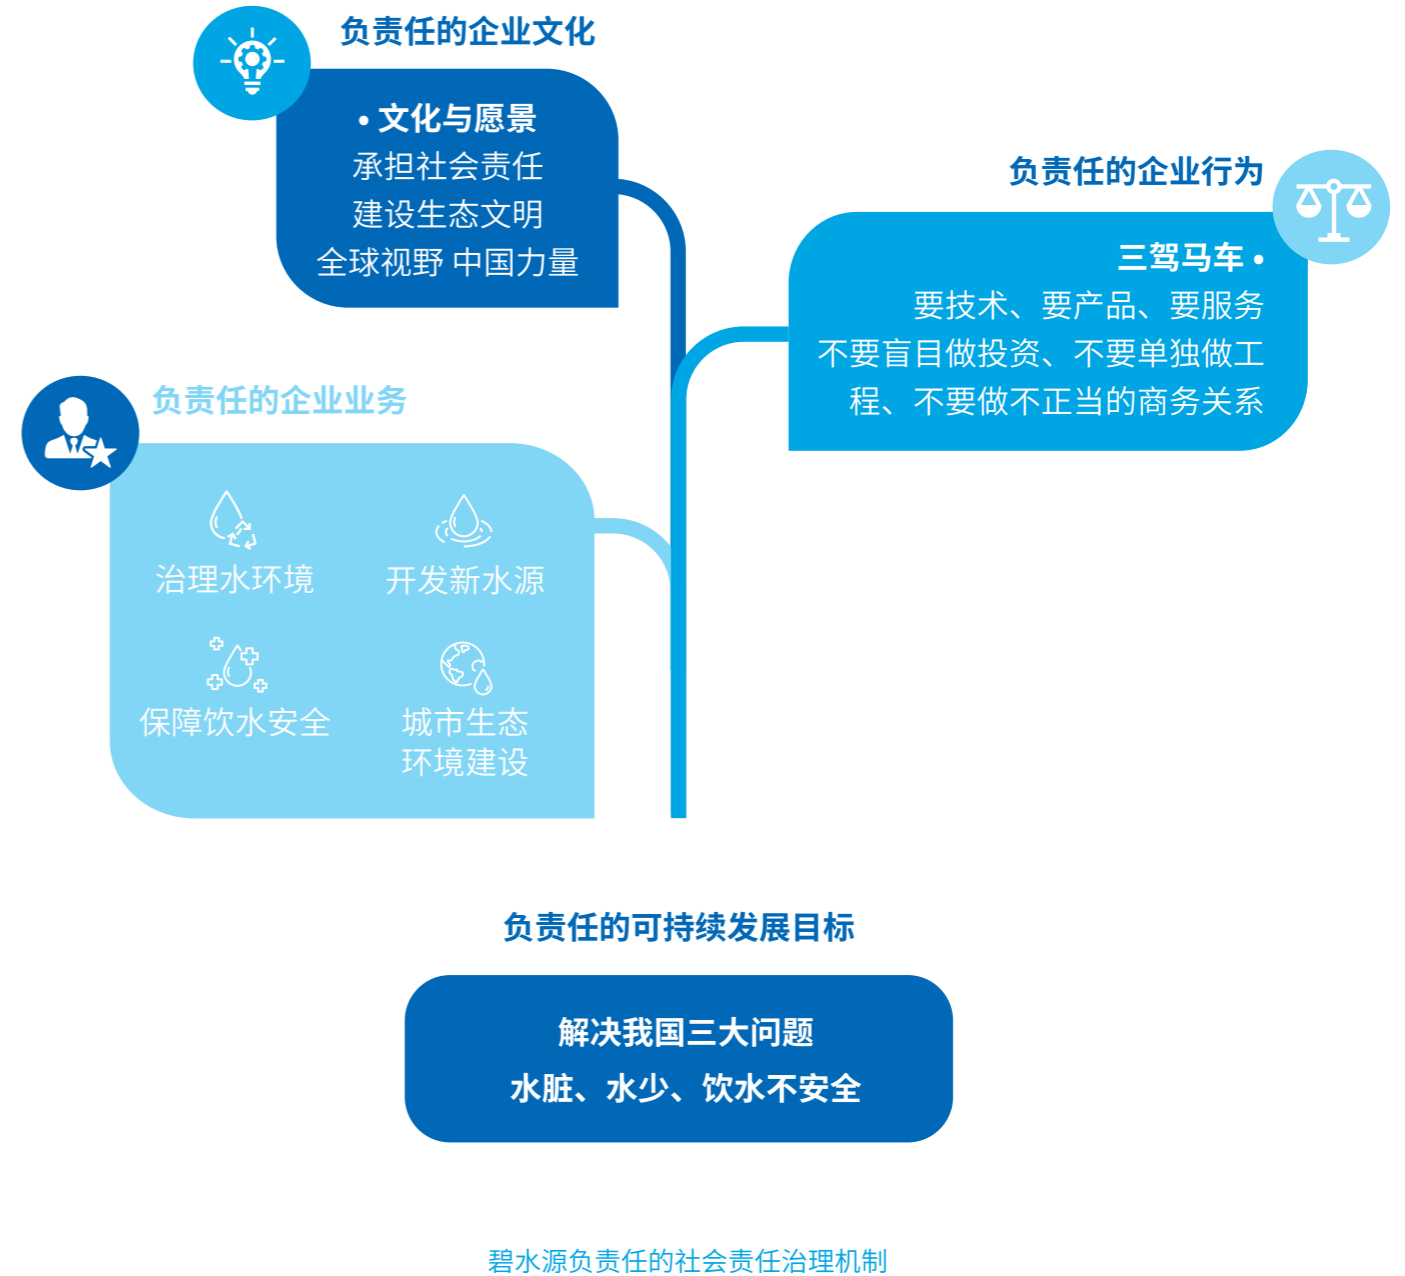 负责任的企业文化
• 文化与愿景
承担社会责任
建设生态文明
全球视野 中国力量
负责任的企业行为
三驾马车 •
要技术、要产品、要服务
不要盲目做投资、不要单独做工
程、不要做不正当的商务关系
负责任的企业业务
治理水环境
开发新水源
保障饮水安全
城市生态
环境建设
负责任的可持续发展目标
解决我国三大问题
水脏、水少、饮水不安全
碧水源负责任的社会责任治理机制